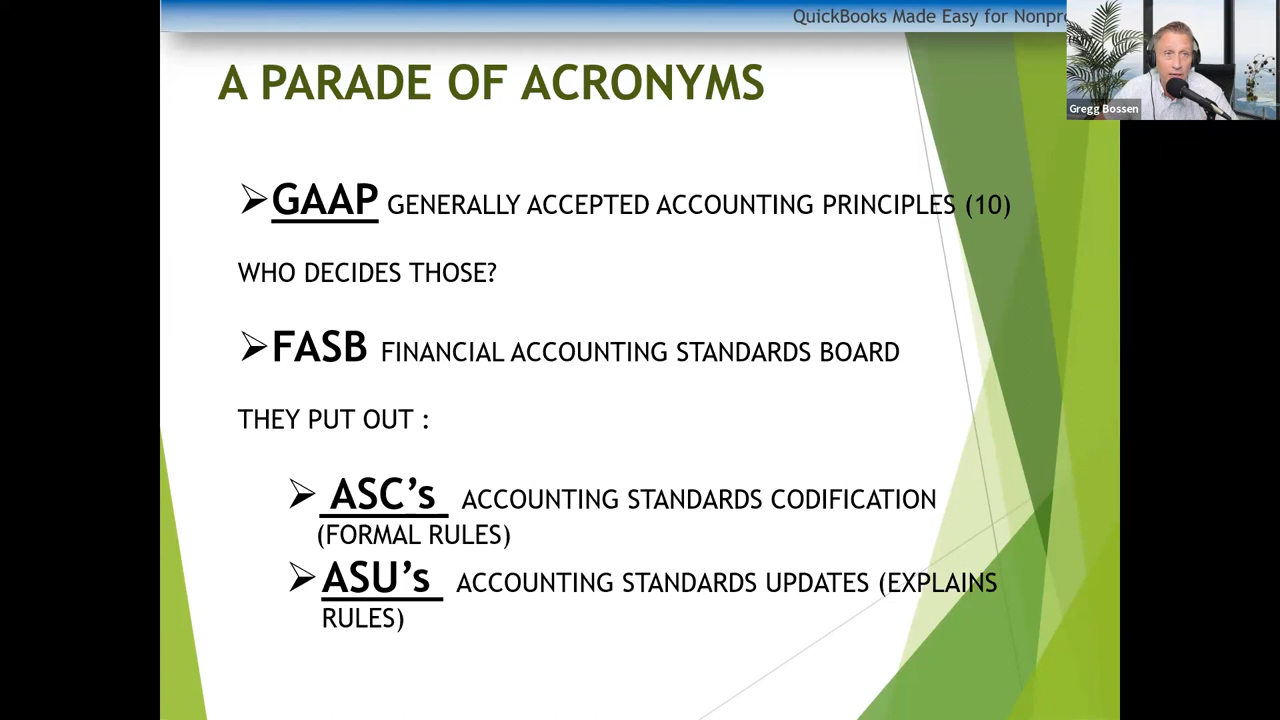 QuickBooks Made Easy for Nonpr
Gregg Bossen
A PARADE OF ACRONYMS
➢GAAP GENERALLY ACCEPTED ACCOUNTING PRINCIPLES (10)
WHO DECIDES THOSE?
➢FASB FINANCIAL ACCOUNTING STANDARDS BOARD
THEY PUT OUT :
➢ ASC’s ACCOUNTING STANDARDS CODIFICATION
(FORMAL RULES)
➢ASU’s ACCOUNTING STANDARDS UPDATES (EXPLAINS
RULES)